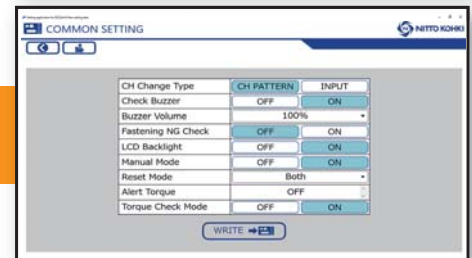 COMMON SETTING
NITTO KOHKI
CH Change Type CH PATTERN INPUT
Check Buzzer OFF ON
Buzzer Volume 100%
Fastening NG Check OFF ON
LCD Backlight OFF ON
Manual Mode OFF ON
Reset Mode Both
Alert Torque OFF
Torque Check Mode OFF ON
WRITE